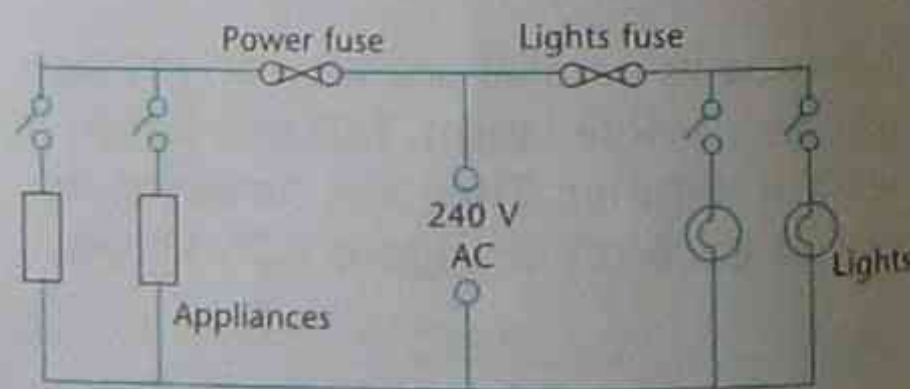 Power fuse
Lights fuse
240 V
AC
Lights
Appliances